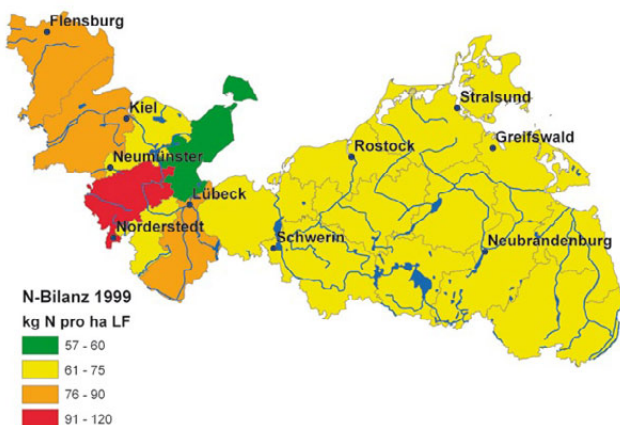 Flensburg
Kiel
Stralsund
Greifswald
Rostock
Neumünster
Lübeck
Norderstedt
Schwerin
Neubrandenburg
N-Bilanz 1999
kg N pro ha LF
57 - 60
61 - 75
76 - 90
91 - 120